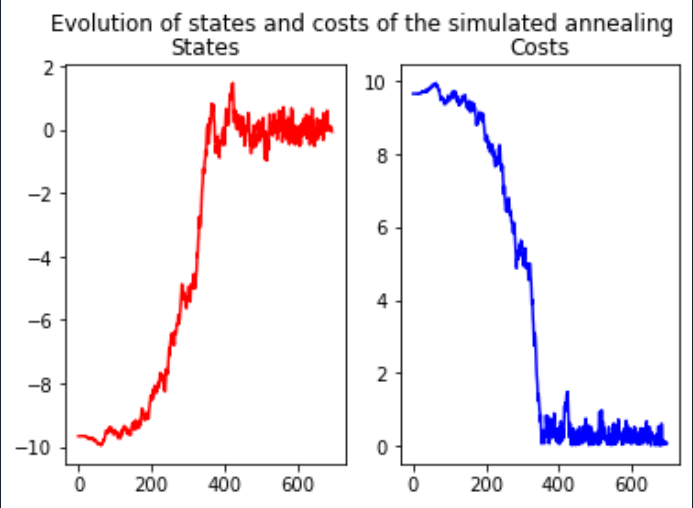 Evolution of states and costs of the simulated annealing
States
2
0
−2
−4
−6
−8
−10
0 200 400 600
Costs
10
8
6
4
2
0
0 200 400 600